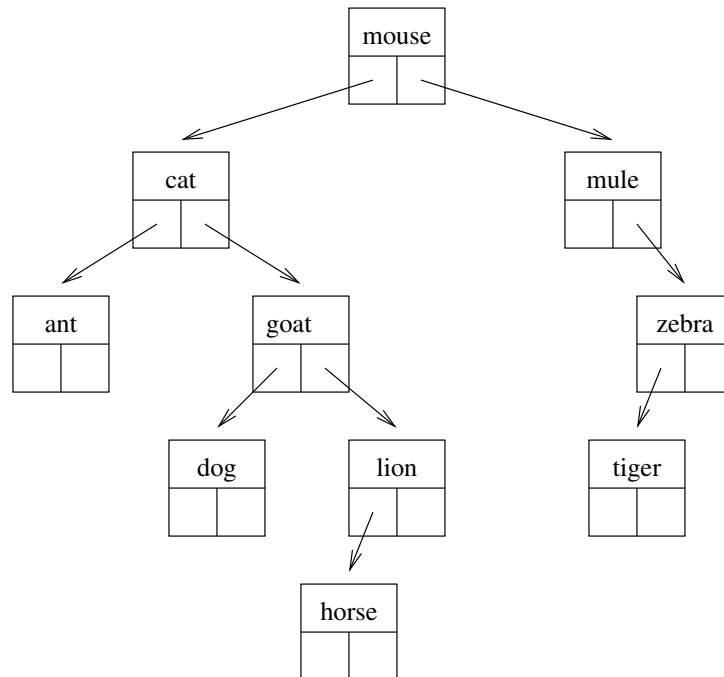 mouse
cat
mule
ant
goat
zebra
dog
lion
tiger
horse